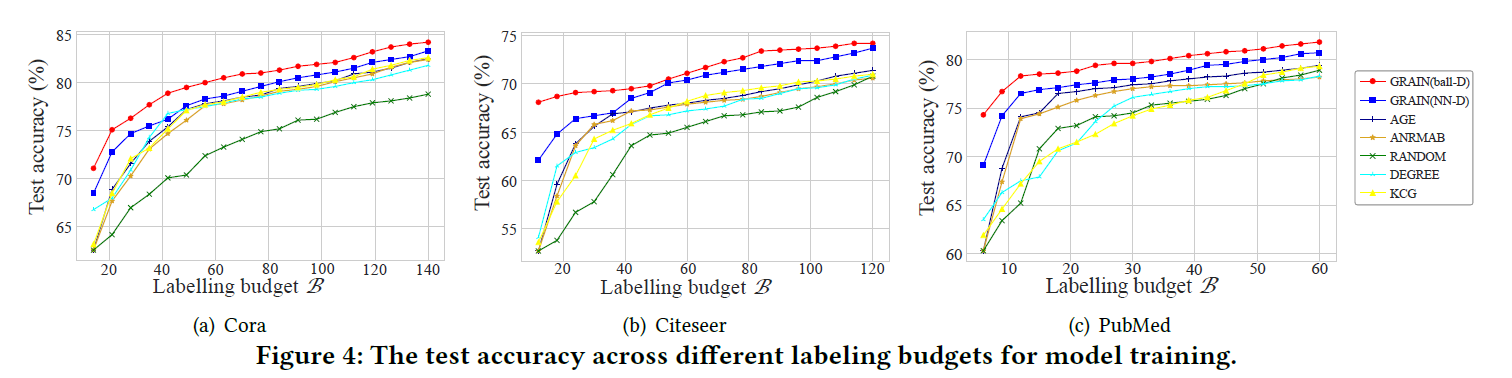 Test accuracy (%)
85
80
75
70
65
20 40 60 80 100 120 140
Labelling budget ℬ
(a) Cora
Test accuracy (%)
75
70
65
60
55
20 40 60 80 100 120
Labelling budget ℬ
(b) Citeseer
Test accuracy (%)
80
75
70
65
60
10 20 30 40 50 60
Labelling budget ℬ
(c) PubMed
GRAIN(ball-D)
GRAIN(NN-D)
AGE
ANRMAB
RANDOM
DEGREE
KCG
Figure 4: The test accuracy across different labeling budgets for model training.